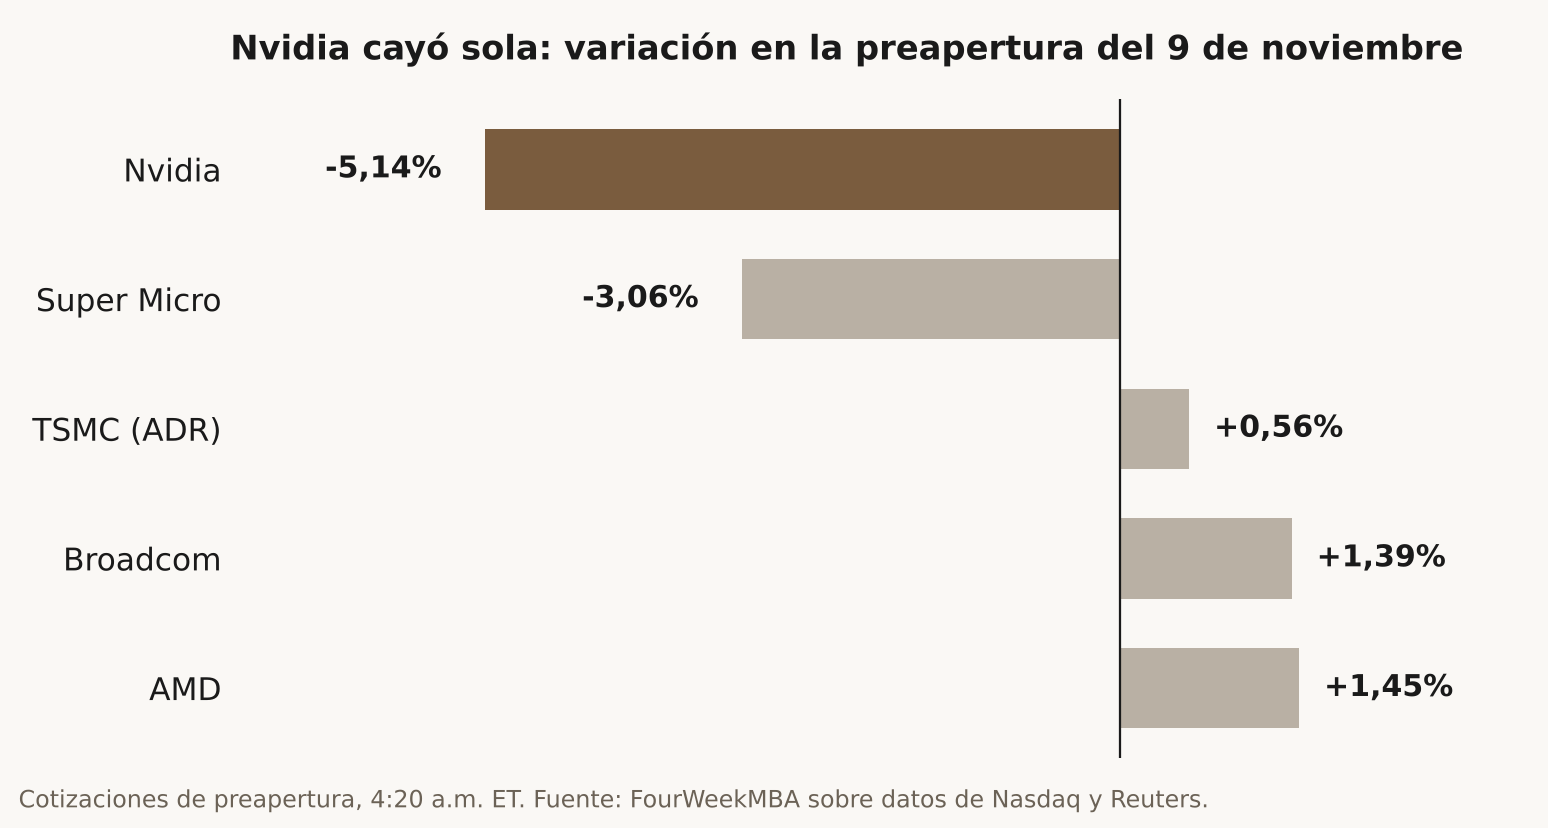 Nvidia cayó sola: variación en la preapertura del 9 de noviembre
Nvidia -5,14%
Super Micro -3,06%
TSMC (ADR) +0,56%
Broadcom +1,39%
AMD +1,45%
Cotizaciones de preapertura, 4:20 a.m. ET. Fuente: FourWeekMBA sobre datos de Nasdaq y Reuters.